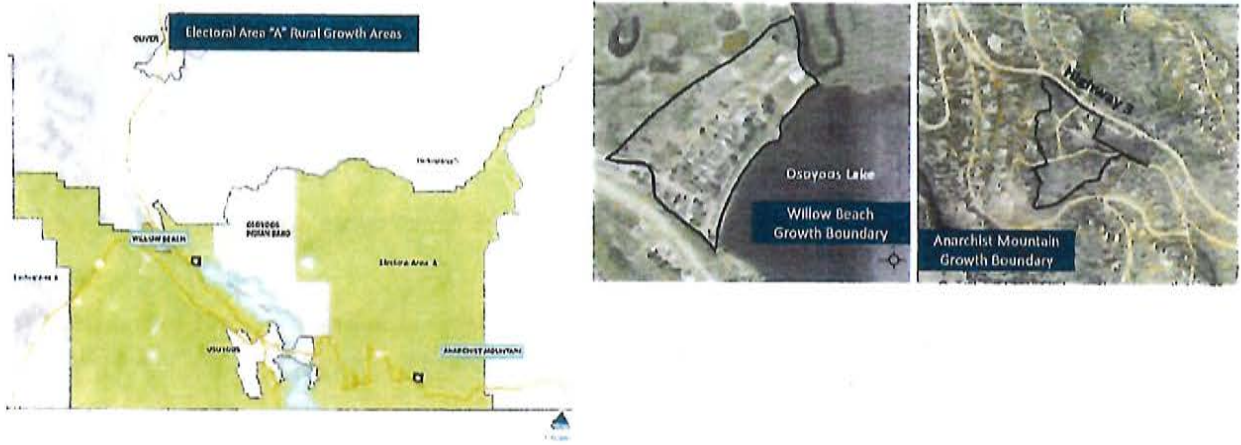 OLIVER
Electoral Area "A" Rural Growth Areas
WILLOW BEACH
OSOYOOS
INDIAN BAND
Electoral Area A
OSOYOOS
ANARCHIST MOUNTAIN
Osoyoos Lake
Willow Beach
Growth Boundary
Highway 3
Anarchist Mountain
Growth Boundary